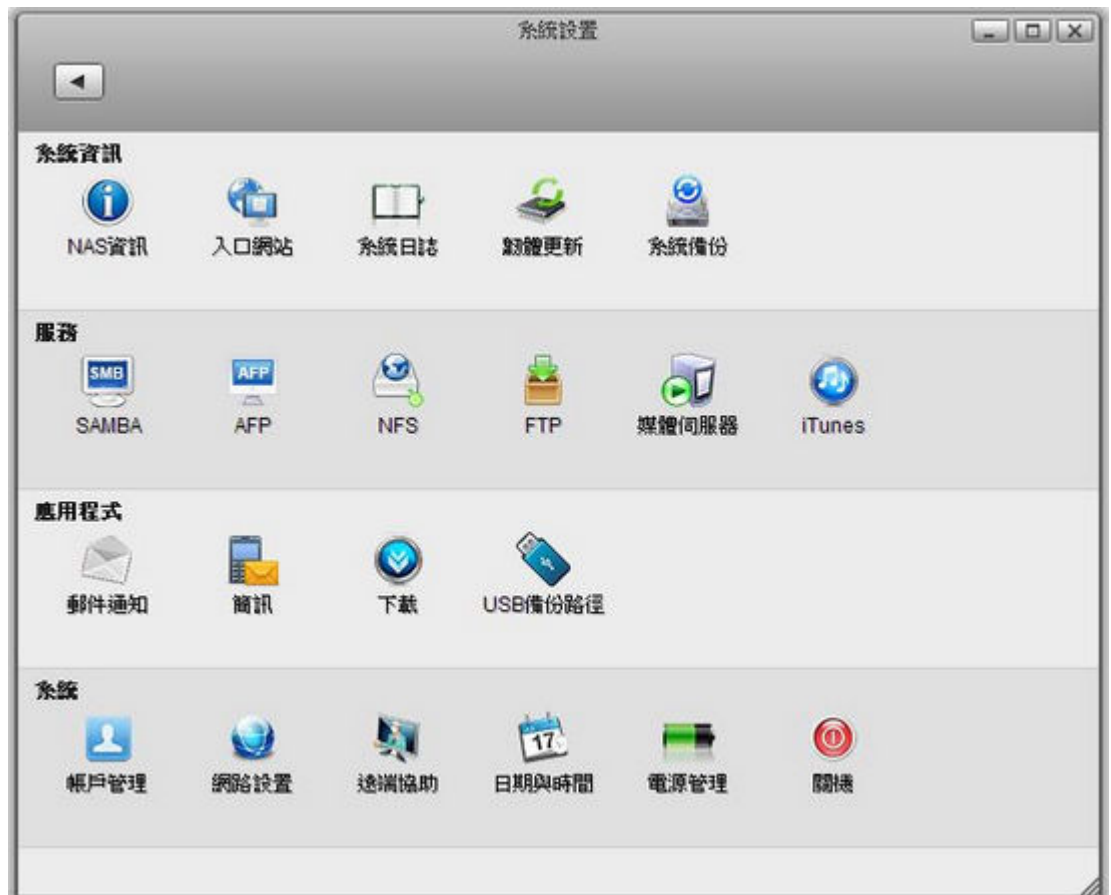 系統設置
系統資訊
NAS資訊 入口網站 系統日誌 韌體更新 系統備份
服務
SMB AFP
SAMBA AFP NFS FTP 媒體伺服器 iTunes
應用程式
郵件通知 簡訊 下載 USB備份路徑
系統
17
帳戶管理 網路設置 遠端協助 日期與時間 電源管理 關機